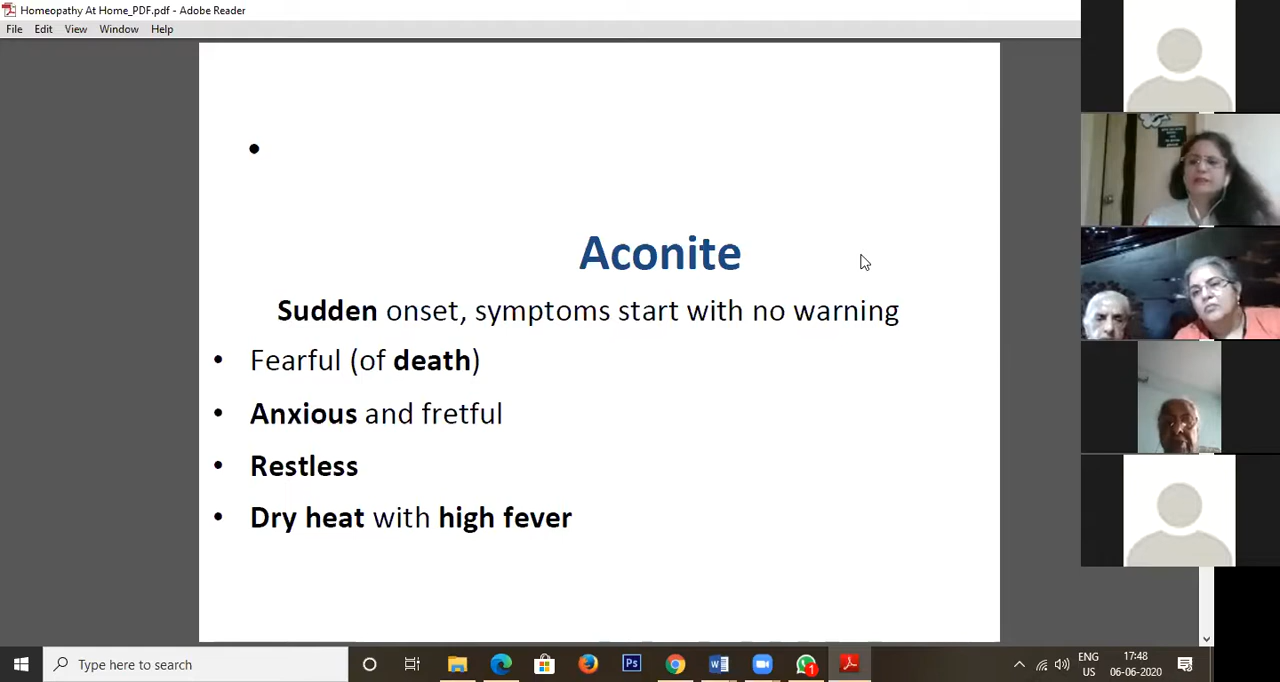 Homeopathy At Home_PDF.pdf - Adobe Reader
File Edit View Window Help
•
Aconite
Sudden onset, symptoms start with no warning
• Fearful (of death)
• Anxious and fretful
• Restless
• Dry heat with high fever
Type here to search
Ps
W
1
ENG
US
17:48
06-06-2020